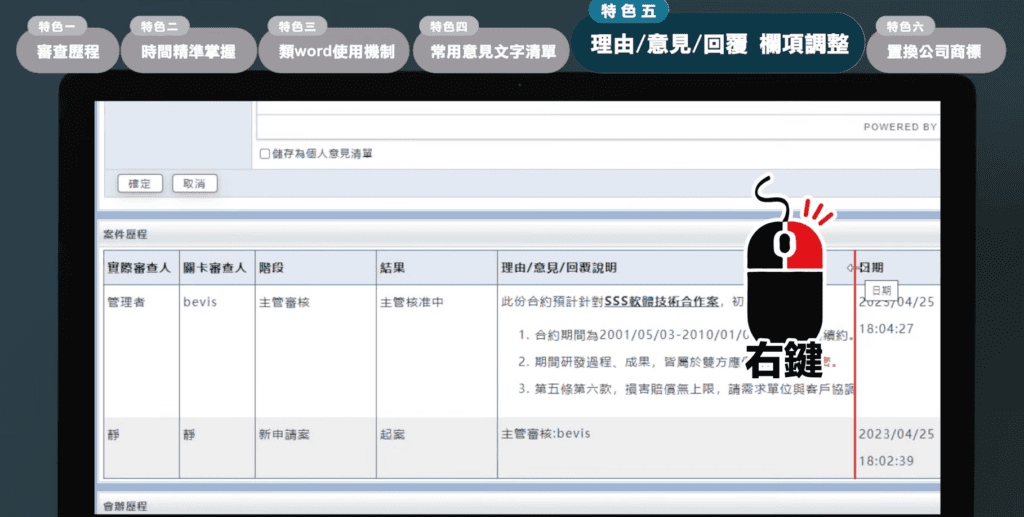 特色一
審查歷程
特色二
時間精準掌握
特色三
類word使用機制
特色四
常用意見文字清單
特色五
理由/意見/回覆 欄項調整
特色六
置換公司商標
POWERED BY
儲存為個人意見清單
確定
取消
案件歷程
實際審查人
關卡審查人
階段
結果
理由/意見/回覆說明
日期
日期
管理者
bevis
主管審核
主管核准中
此份合約預計針對SSS軟體技術合作案，初
1. 合約期間為2001/05/03-2010/01/0
續約。
2. 期間研發過程、成果，皆屬於雙方應
3. 第五條第六款，損害賠償無上限，請需求單位與客戶協調
2023/04/25
18:04:27
右鍵
靜
靜
新申請案
起案
主管審核:bevis
2023/04/25
18:02:39
會辦歷程